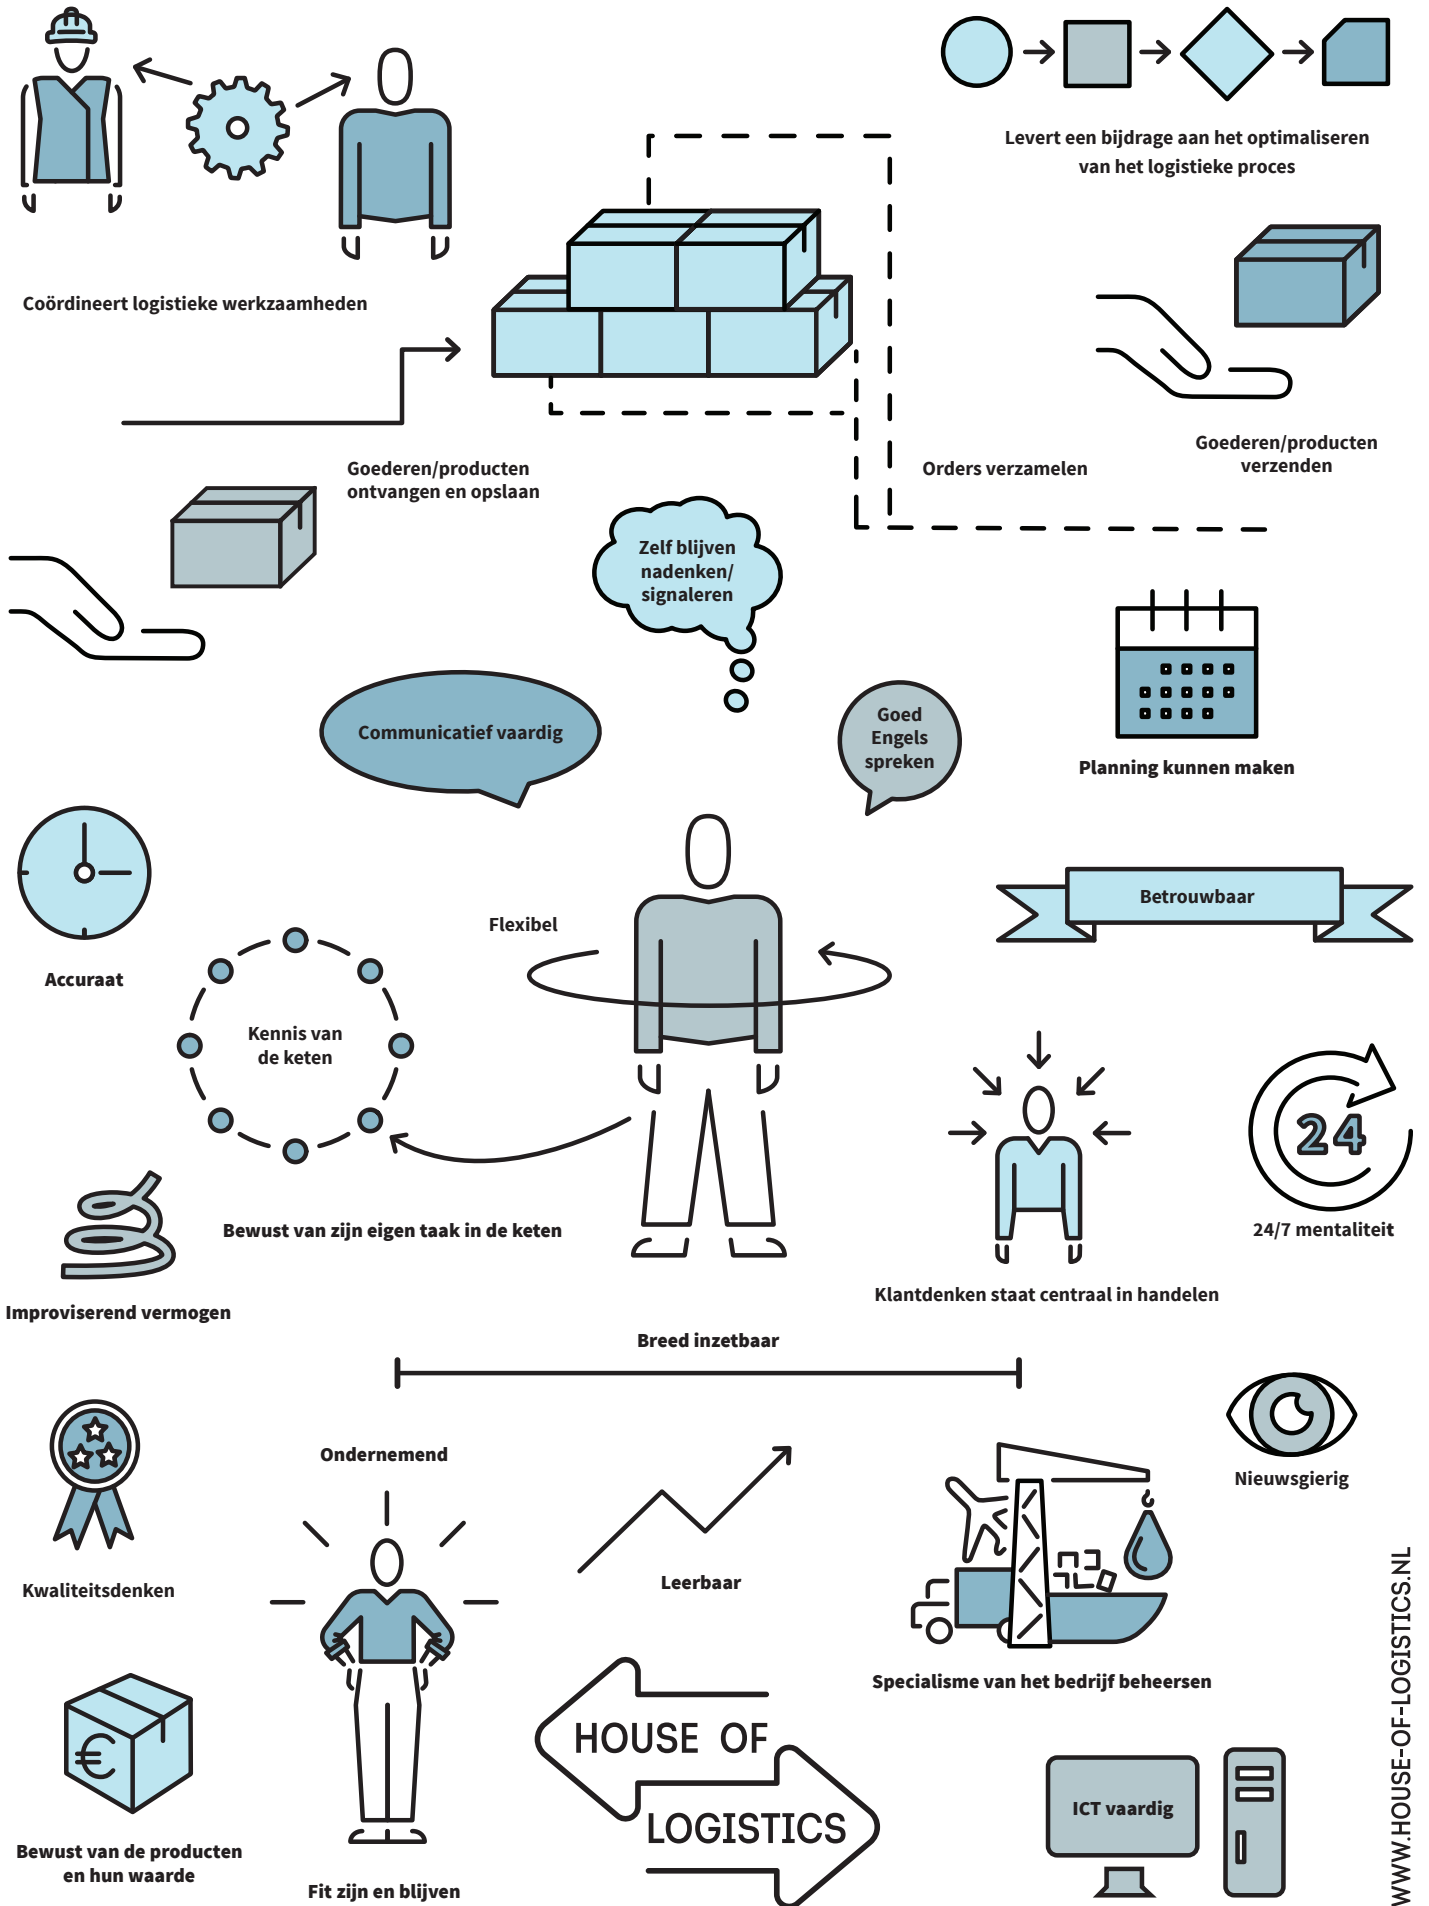 Levert een bijdrage aan het optimaliseren
van het logistieke proces
Coördineert logistieke werkzaamheden
Goederen/producten
verzenden
Goederen/producten
ontvangen en opslaan
Orders verzamelen
Zelf blijven
nadenken/
signaleren
Communicatief vaardig
Goed
Engels
spreken
Planning kunnen maken
Betrouwbaar
Flexibel
Accuraat
Kennis van
de keten
24
24/7 mentaliteit
Bewust van zijn eigen taak in de keten
Klantdenken staat centraal in handelen
Improviserend vermogen
Breed inzetbaar
Ondernemend
Nieuwsgierig
Kwaliteitsdenken
Leerbaar
Specialisme van het bedrijf beheersen
HOUSE OF
LOGISTICS
€
ICT vaardig
Bewust van de producten
en hun waarde
Fit zijn en blijven
WWW.HOUSE-OF-LOGISTICS.NL